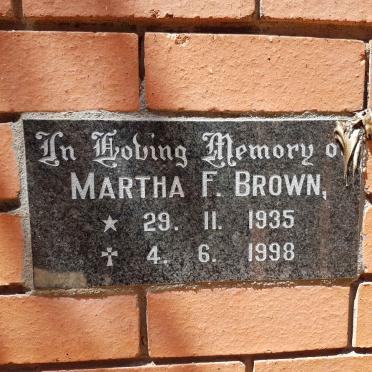 In Loving Memory o
MARTHA F. BROWN,
★ 29. 11. 1935
✝ 4. 6. 1998